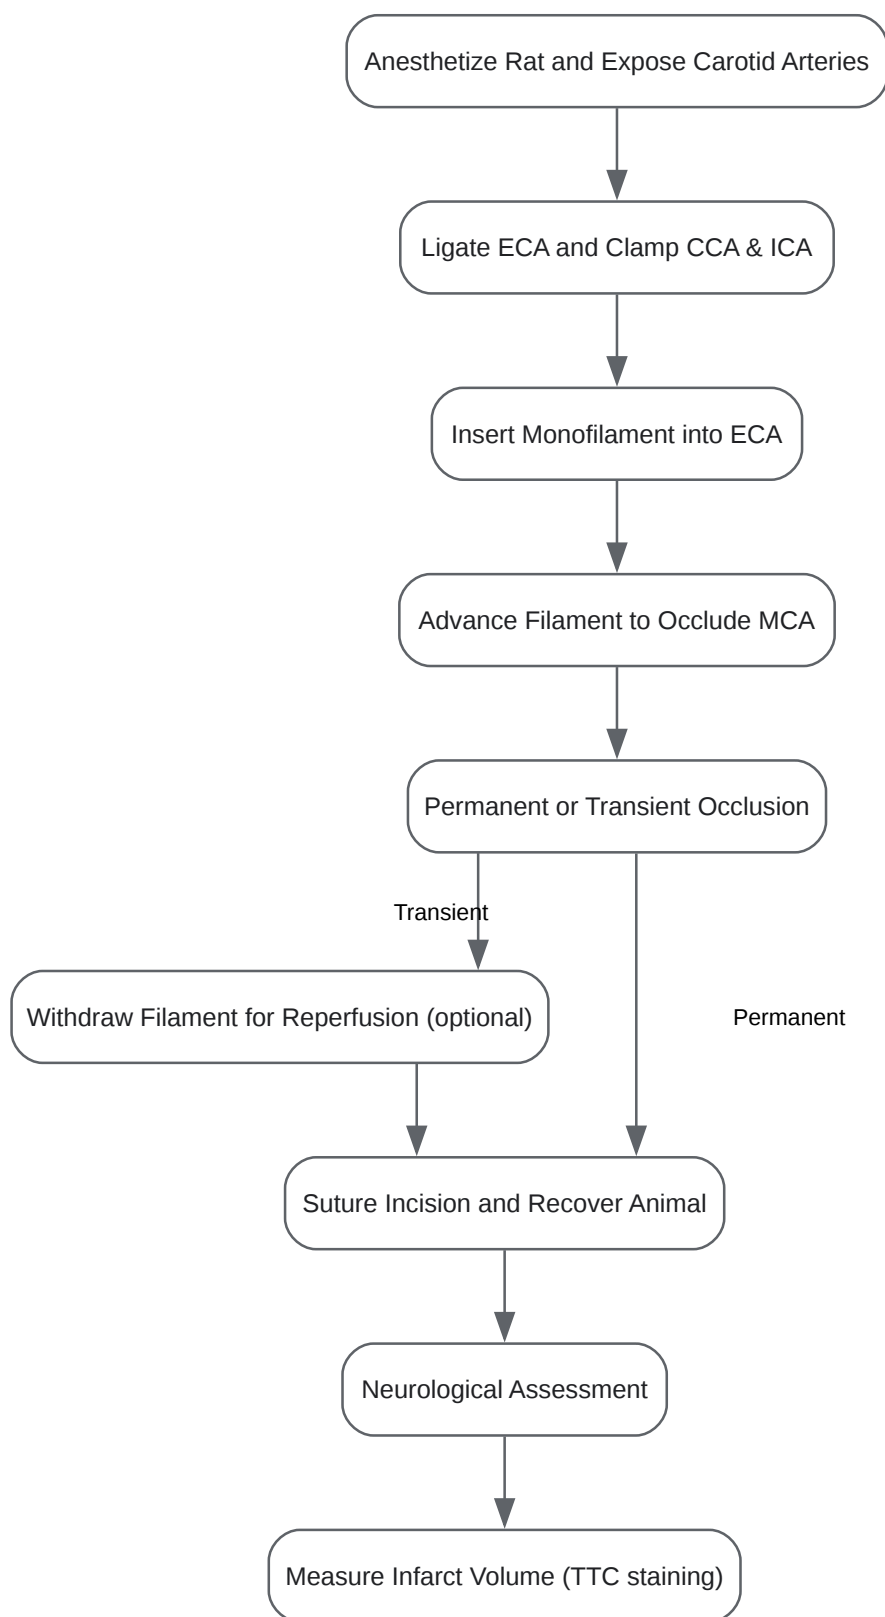 Anesthetize Rat and Expose Carotid Arteries
Ligate ECA and Clamp CCA & ICA
Insert Monofilament into ECA
Advance Filament to Occlude MCA
Permanent or Transient Occlusion
Transient
Withdraw Filament for Reperfusion (optional)
Permanent
Suture Incision and Recover Animal
Neurological Assessment
Measure Infarct Volume (TTC staining)